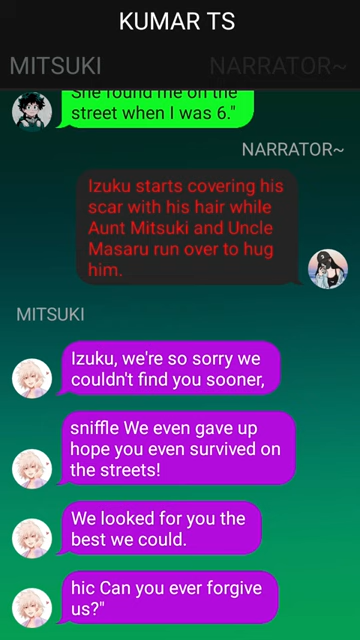 KUMAR TS
MITSUKI
NARRATOR~
She found me on the
street when I was 6."
NARRATOR~
Izuku starts covering his
scar with his hair while
Aunt Mitsuki and Uncle
Masaru run over to hug
him.
MITSUKI
Izuku, we're so sorry we
couldn't find you sooner,
sniffle We even gave up
hope you even survived on
the streets!
We looked for you the
best we could.
hic Can you ever forgive
us?"